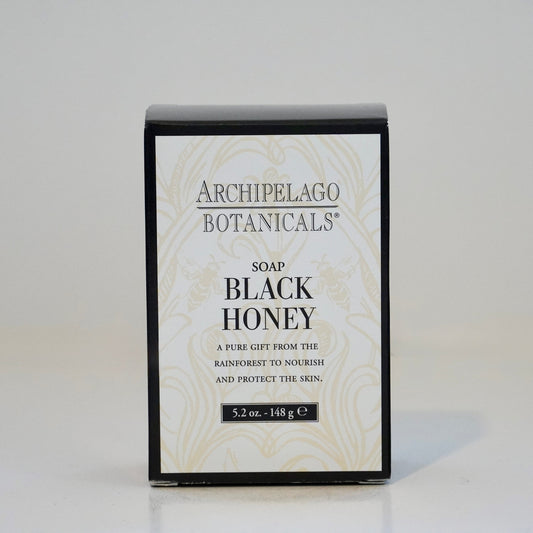 ARCHIPELAGO
BOTANICALS®
SOAP
BLACK
HONEY
A PURE GIFT FROM THE
RAINFOREST TO NOURISH
AND PROTECT THE SKIN.
5.2 oz. - 148 g ℮